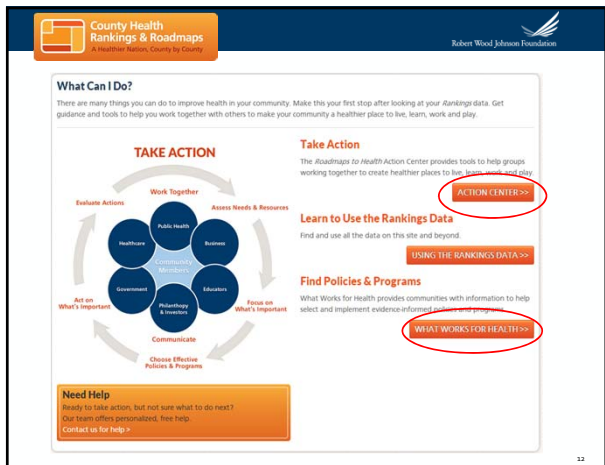 County Health
Rankings & Roadmaps
A Healthier Nation, County by County
Robert Wood Johnson Foundation
What Can I Do?
There are many things you can do to improve health in your community. Make this your first stop after looking at your Rankings data. Get
guidance and tools to help you work together with others to make your community a healthier place to live, learn, work and play.
TAKE ACTION
Work Together
Evaluate Actions
Assess Needs & Resources
Public Health
Healthcare
Business
Community
Members
Government
Educators
Philanthropy
& Investors
Act on
What's Important
Focus on
What's Important
Communicate
Choose Effective
Policies & Programs
Take Action
The Roadmaps to Health Action Center provides tools to help groups
working together to create healthier places to live, learn, work and play.
ACTION CENTER >>
Learn to Use the Rankings Data
Find and use all the data on this site and beyond.
USING THE RANKINGS DATA >>
Find Policies & Programs
What Works for Health provides communities with information to help
select and implement evidence-informed policies and programs.
WHAT WORKS FOR HEALTH >>
Need Help
Ready to take action, but not sure what to do next?
Our team offers personalized, free help.
Contact us for help >